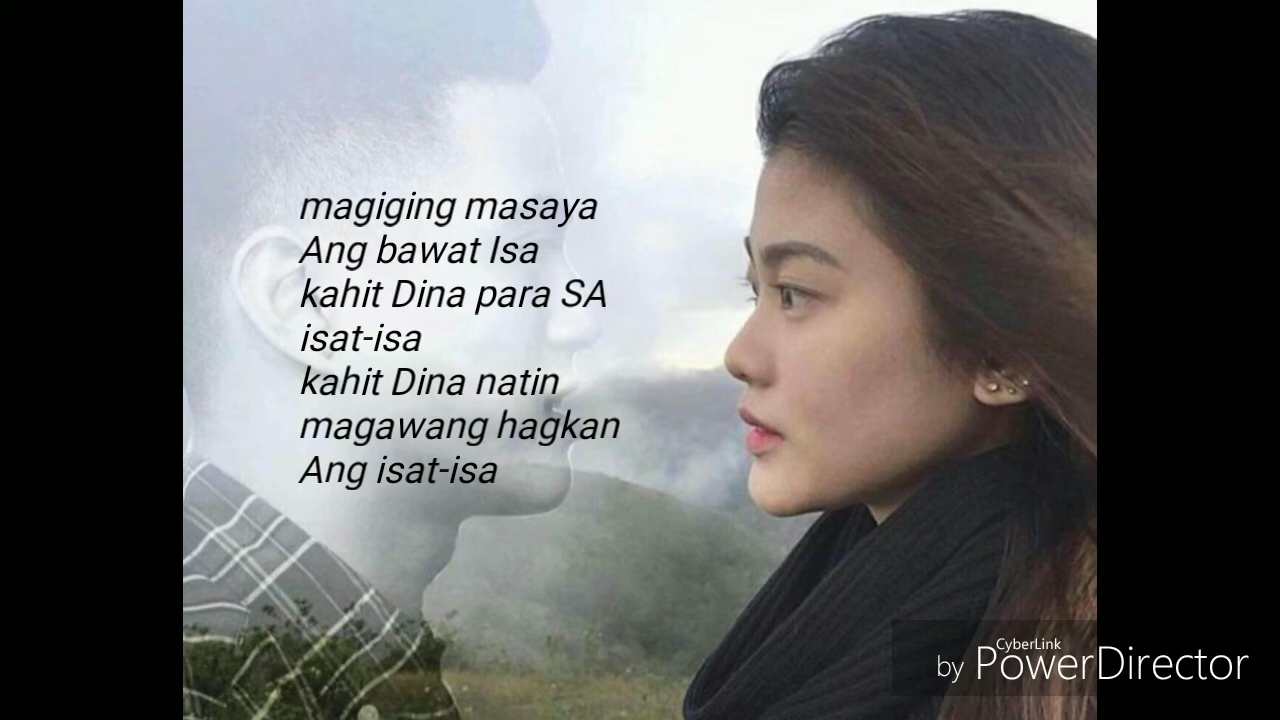 magiging masaya
Ang bawat Isa
kahit Dina para SA
isat-isa
kahit Dina natin
magawang hagkan
Ang isat-isa
CyberLink
by PowerDirector